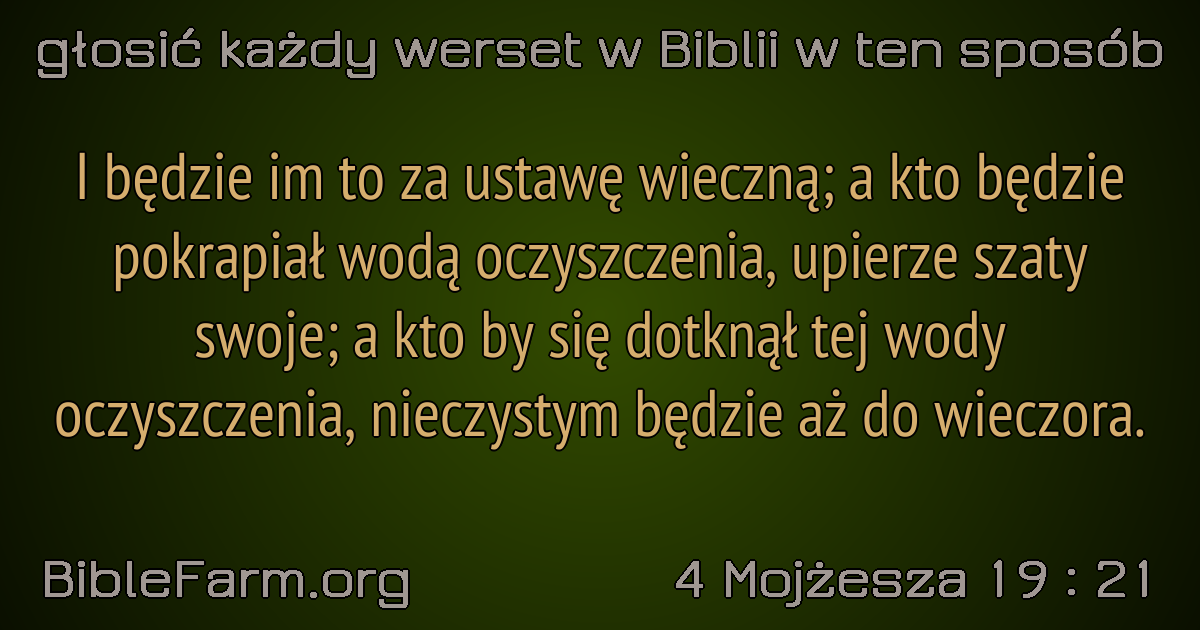 głosić każdy werset w Biblii w ten sposób
I będzie im to za ustawę wieczną; a kto będzie
pokrapiał wodą oczyszczenia, upierze szaty
swoje; a kto by się dotknął tej wody
oczyszczenia, nieczystym będzie aż do wieczora.
BibleFarm.org
4 Mojżesza 19 : 21